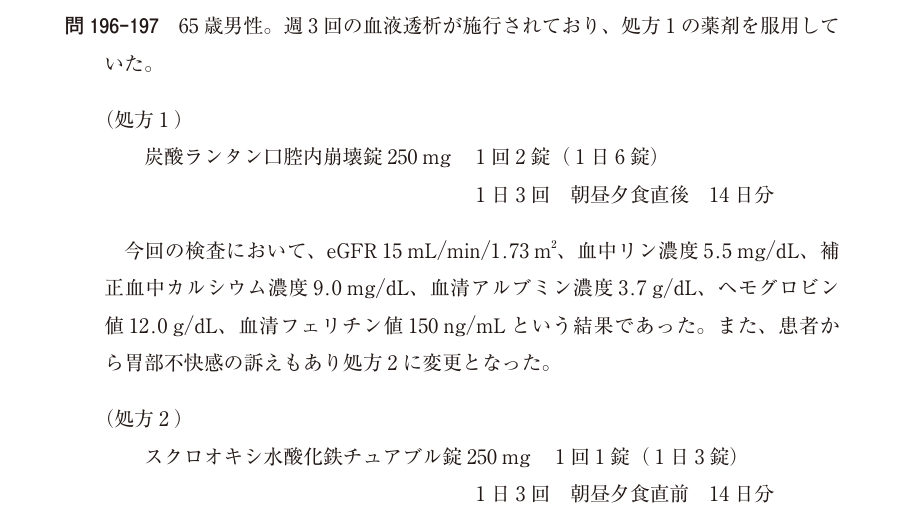 問 196−197　65 歳男性。週 3 回の血液透析が施行されており、処方 1 の薬剤を服用して
いた。
（処方 1 ）
炭酸ランタン口腔内崩壊錠 250 mg　1 回 2 錠（ 1 日 6 錠）
1 日 3 回　朝昼夕食直後　14 日分
今回の検査において、eGFR 15 mL/min/1.73 m²、血中リン濃度 5.5 mg/dL、補
正血中カルシウム濃度 9.0 mg/dL、血清アルブミン濃度 3.7 g/dL、ヘモグロビン
値 12.0 g/dL、血清フェリチン値 150 ng/mL という結果であった。また、患者か
ら胃部不快感の訴えもあり処方 2 に変更となった。
（処方 2 ）
スクロオキシ水酸化鉄チュアブル錠 250 mg　1 回 1 錠（ 1 日 3 錠）
1 日 3 回　朝昼夕食直前　14 日分